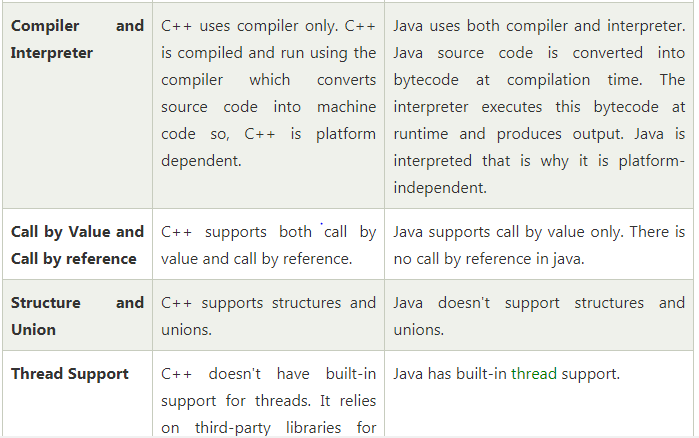 Compiler and
Interpreter
C++ uses compiler only. C++
is compiled and run using the
compiler which converts
source code into machine
code so, C++ is platform
dependent.
Java uses both compiler and interpreter.
Java source code is converted into
bytecode at compilation time. The
interpreter executes this bytecode at
runtime and produces output. Java is
interpreted that is why it is platform-
independent.
Call by Value and
Call by reference
C++ supports both call by
value and call by reference.
Java supports call by value only. There is
no call by reference in java.
Structure and
Union
C++ supports structures and
unions.
Java doesn't support structures and
unions.
Thread Support
C++ doesn't have built-in
support for threads. It relies
on third-party libraries for
Java has built-in thread support.